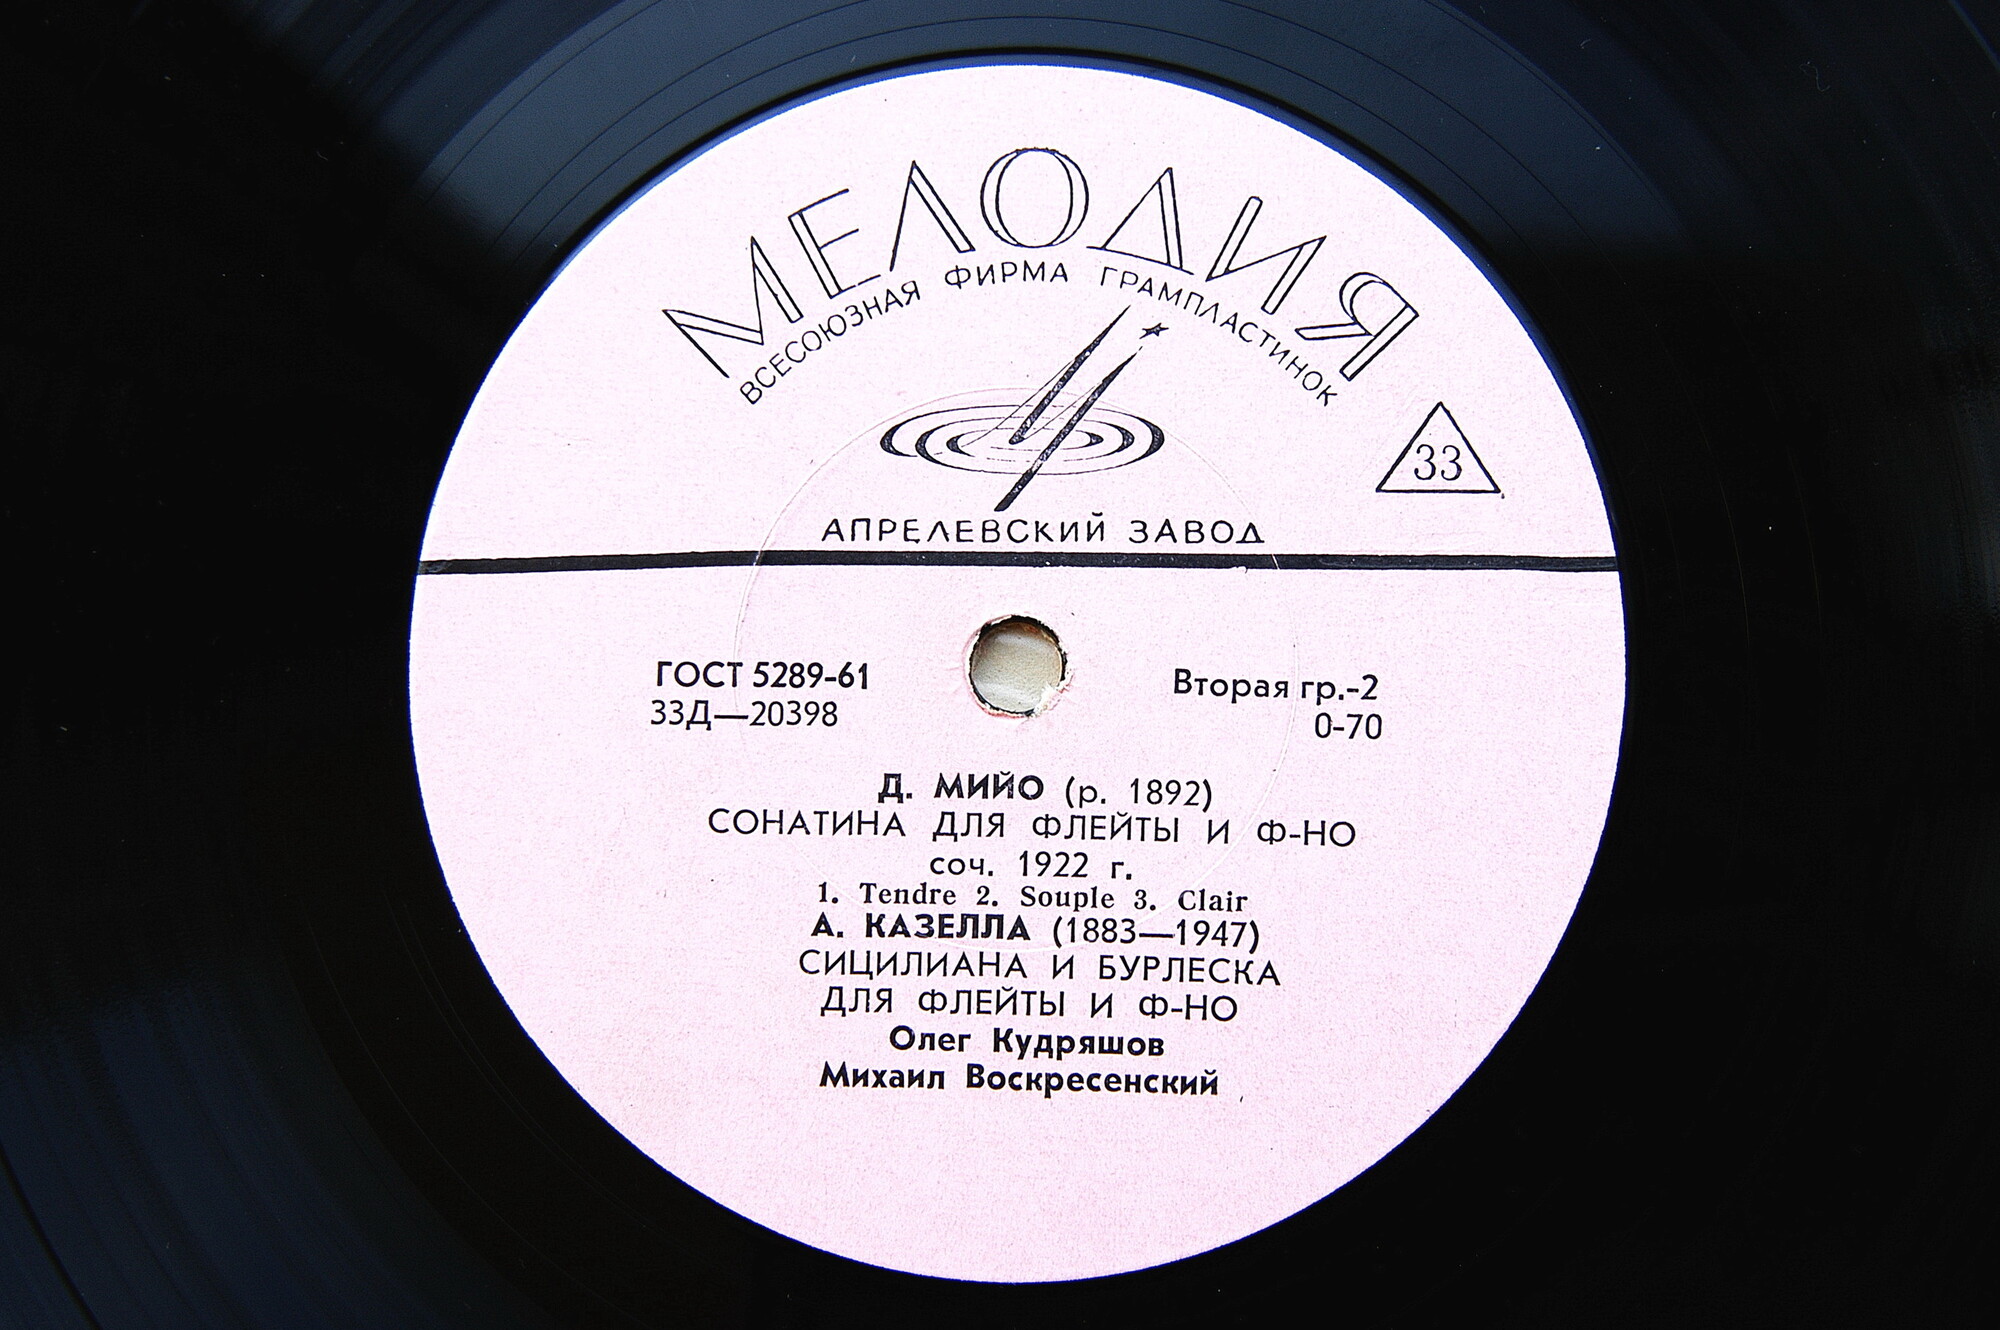 МЕЛОДИЯ
ВСЕСОЮЗНАЯ ФИРМА ГРАМПЛАСТИНОК
33
АПРЕЛЕВСКИЙ ЗАВОД
ГОСТ 5289-61
33Д—20398
Вторая гр.-2
0-70
Д. МИЙО (р. 1892)
СОНАТИНА ДЛЯ ФЛЕЙТЫ И Ф-НО
соч. 1922 г.
1. Tendre 2. Souple 3. Clair
А. КАЗЕЛЛА (1883—1947)
СИЦИЛИАНА И БУРЛЕСКА
ДЛЯ ФЛЕЙТЫ И Ф-НО
Олег Кудряшов
Михаил Воскресенский